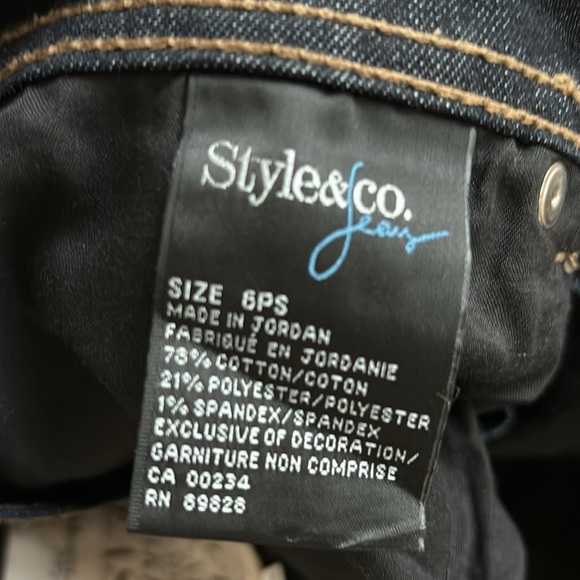 Style&co.
Jeans
SIZE 6PS
MADE IN JORDAN
FABRIQUÉ EN JORDANIE
78% COTTON/COTON
21% POLYESTER/POLYESTER
1% SPANDEX/SPANDEX
EXCLUSIVE OF DECORATION/
GARNITURE NON COMPRISE
CA 00234
RN 89828